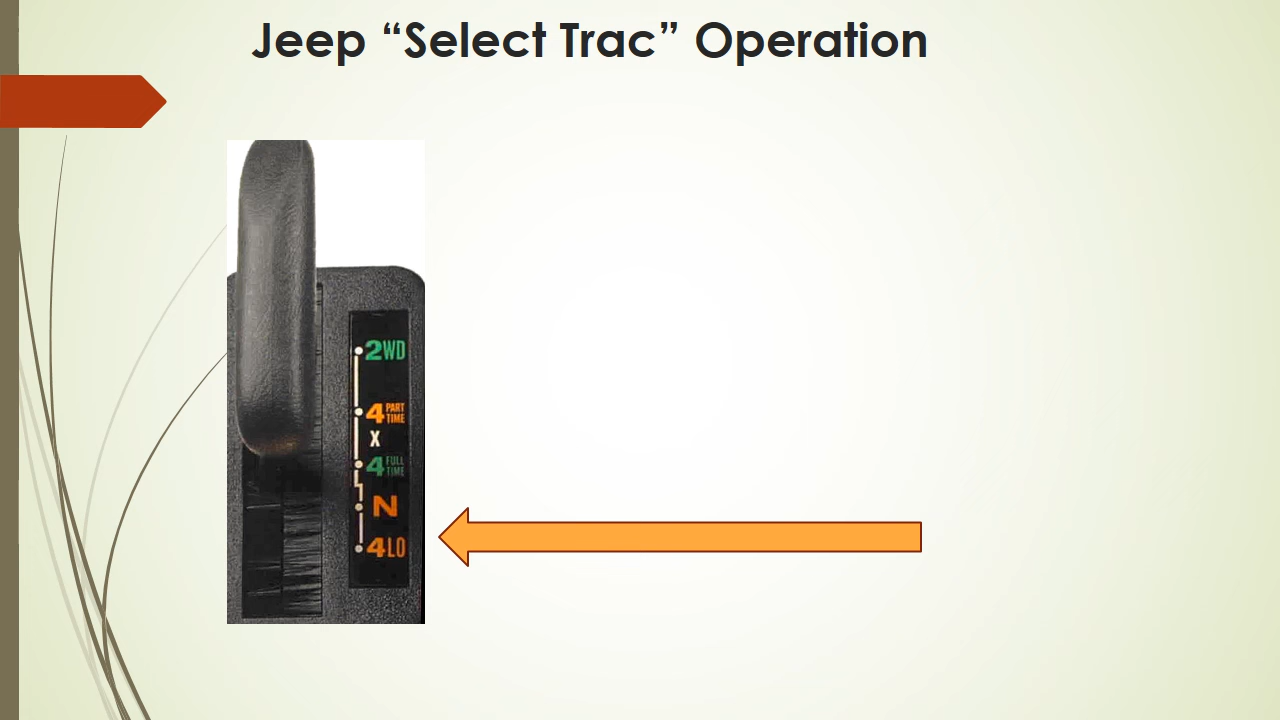 Jeep “Select Trac” Operation
2WD
4 PART TIME
X
4 FULL TIME
N
4LO